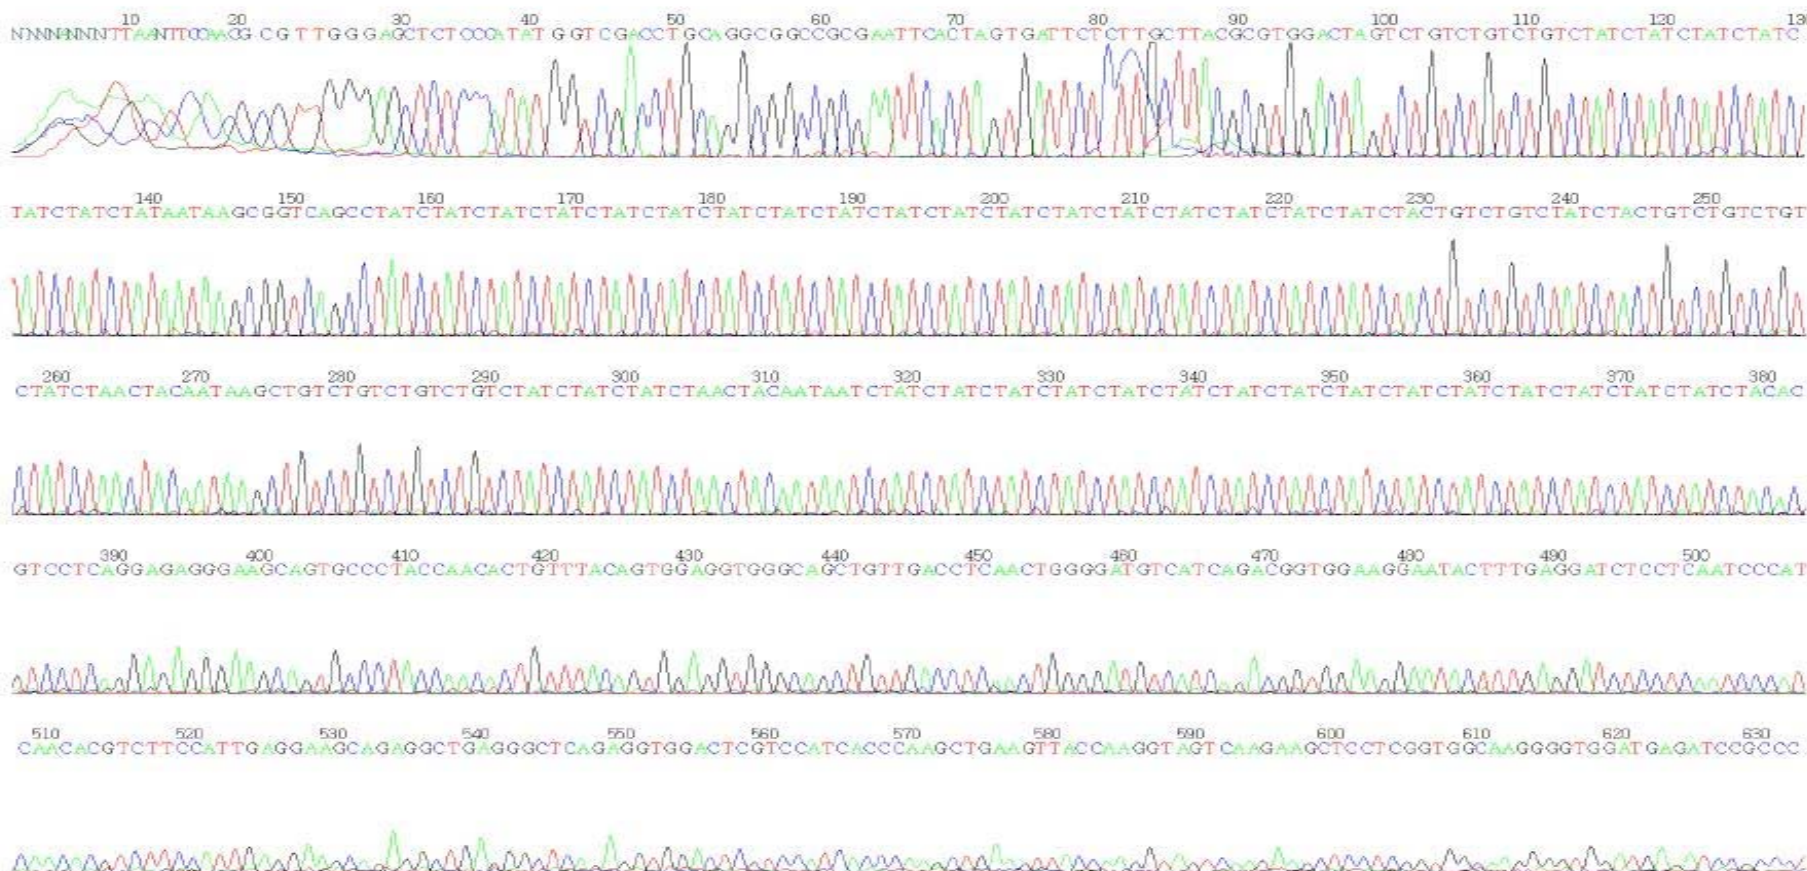 10 20 30 40 50 60 70 80 90 100 110 120 130
NNNNANNNTTAANTTCCAACGCGTTGGGAGCTCTCCCATATGGTCGACCTGCAGGCGGCCGCGAATTCACTAGTGATTCTCTTGCTTACGCGTGGACTAGTCTGTCTGTCTGTCTATCTATCTATCTATC
140 150 160 170 180 190 200 210 220 230 240 250
TATCTATCTATAATAAGCGGTCAGCCTATCTATCTATCTATCTATCTATCTATCTATCTATCTATCTATCTATCTATCTATCTATCTATCTATCTATCTACTGTCTGTCTATCTACTGTCTGTCTGT
260 270 280 290 300 310 320 330 340 350 360 370 380
CTATCTAACTACAATAAGCTGTCTGTCTGTCTGTCTATCTATCTATCTAACTACAATAATCTATCTATCTATCTATCTATCTATCTATCTATCTATCTATCTATCTATCTATCTATCTATCTACAC
390 400 410 420 430 440 450 460 470 480 490 500
GTCCTCAGGAGAGGGAAGCAGTGCCCTACCAACACTGTTTACAGTGGAGGTGGGCAGCTGTTGACCTCAACTGGGGATGTCATCAGACGGTGGAAGGAATACTTTGAGGATCTCCTCAATCCCAT
510 520 530 540 550 560 570 580 590 600 610 620 630
CAACACGTCTTCCATTGAGGAAGCAGAGGCTGAGGGCTCAGAGGTGGACTCGTCCATCACCCAAGCTGAAGTTACCAAGGTAGTCAAGAAGCTCCTCGGTGGCAAGGGGTGGATGAGATCCGCCC